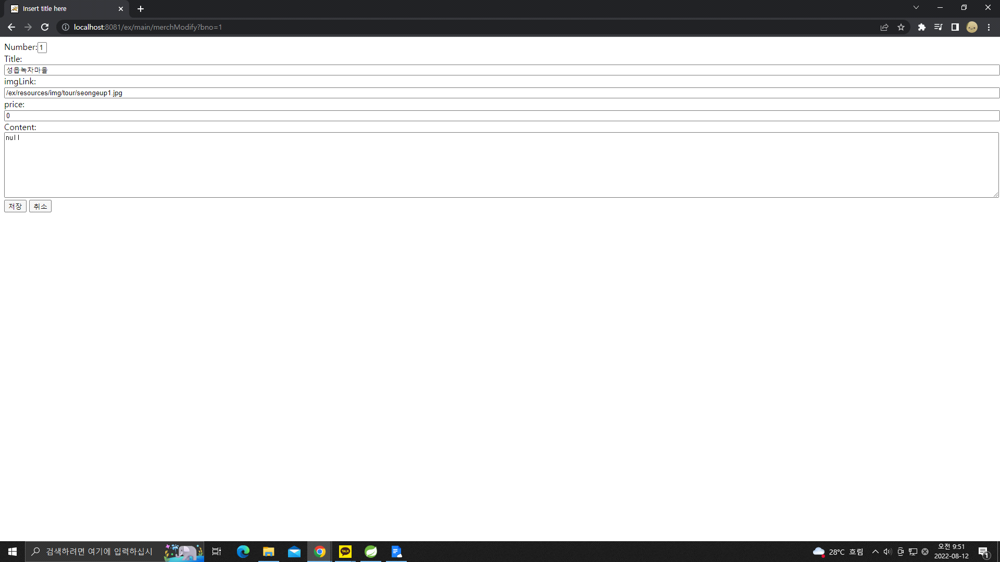 Insert title here
localhost:8081/ex/main/merchModify?bno=1
Number:1
Title:
성읍녹차마을
imgLink:
/ex/resources/img/tour/seongeup1.jpg
price:
0
Content:
null
저장 취소
검색하려면 여기에 입력하십시
TALK
28°C 흐림
오전 9:51
2022-08-12
1